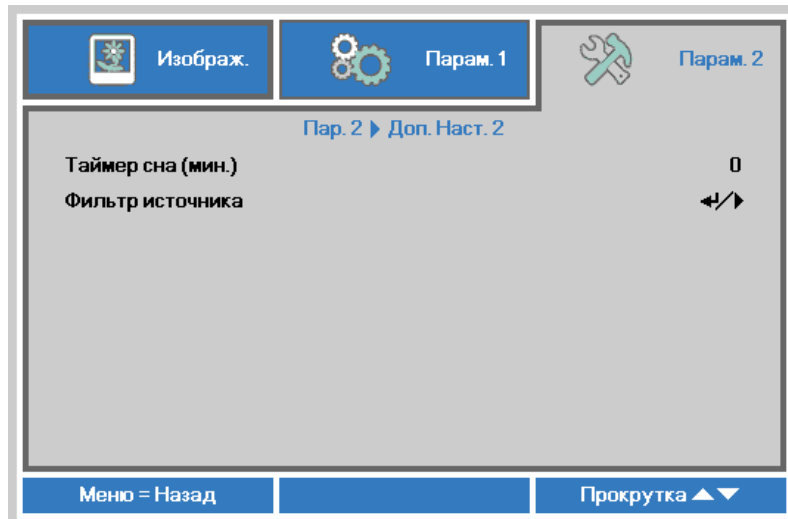 Изображ.
Парам. 1
Парам. 2
Пар. 2 ▶ Доп. Наст. 2
Таймер сна (мин.) 0
Фильтр источника ↵/▶
Меню = Назад
Прокрутка ▲▼